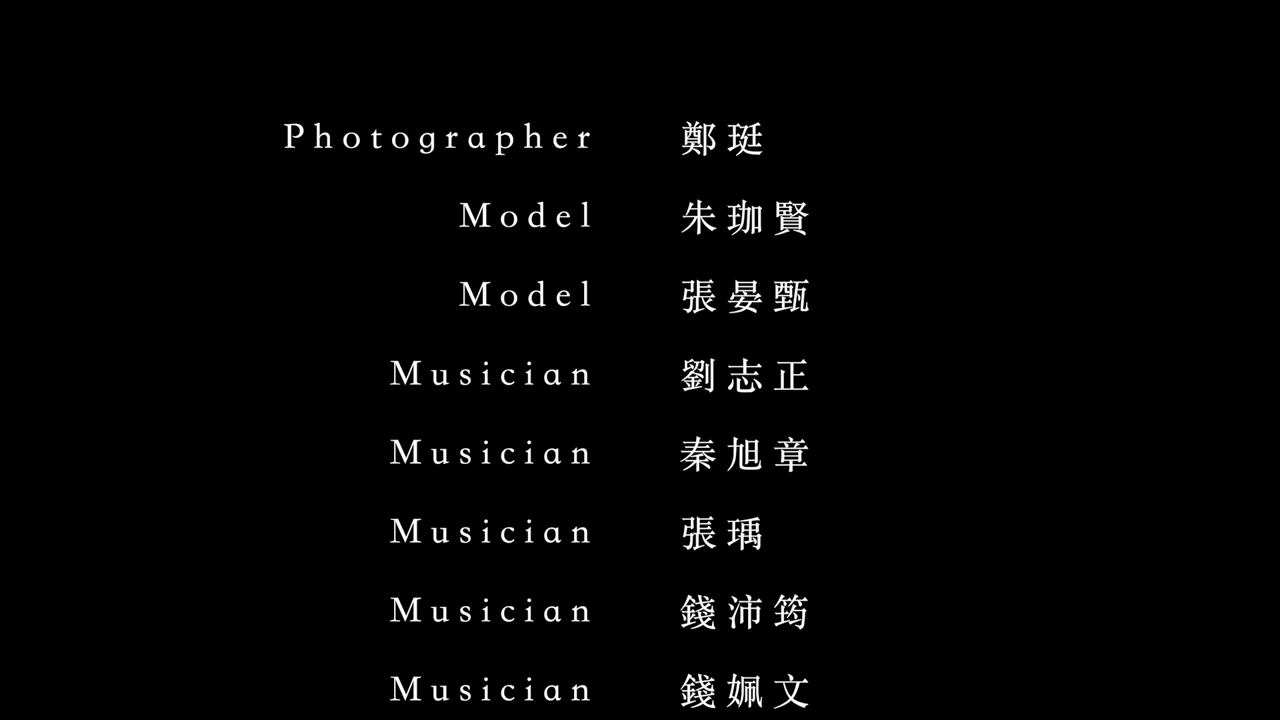 Photographer 鄭珽
Model 朱珈賢
Model 張晏甄
Musician 劉志正
Musician 秦旭章
Musician 張瑀
Musician 錢沛筠
Musician 錢姵文